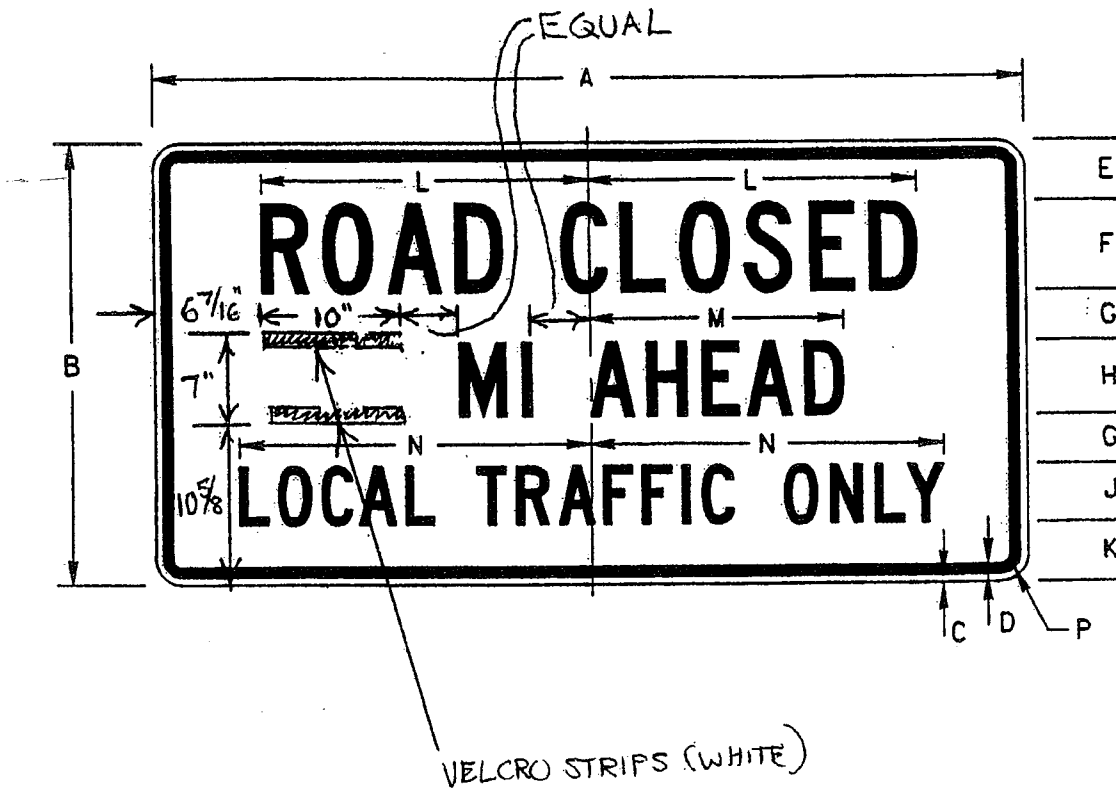 EQUAL
A
E
L L
ROAD CLOSED
F
6 7/16" 10" M G
B 7" MI AHEAD H
N N G
10 5/8 LOCAL TRAFFIC ONLY J
K
C D P
VELCRO STRIPS (WHITE)